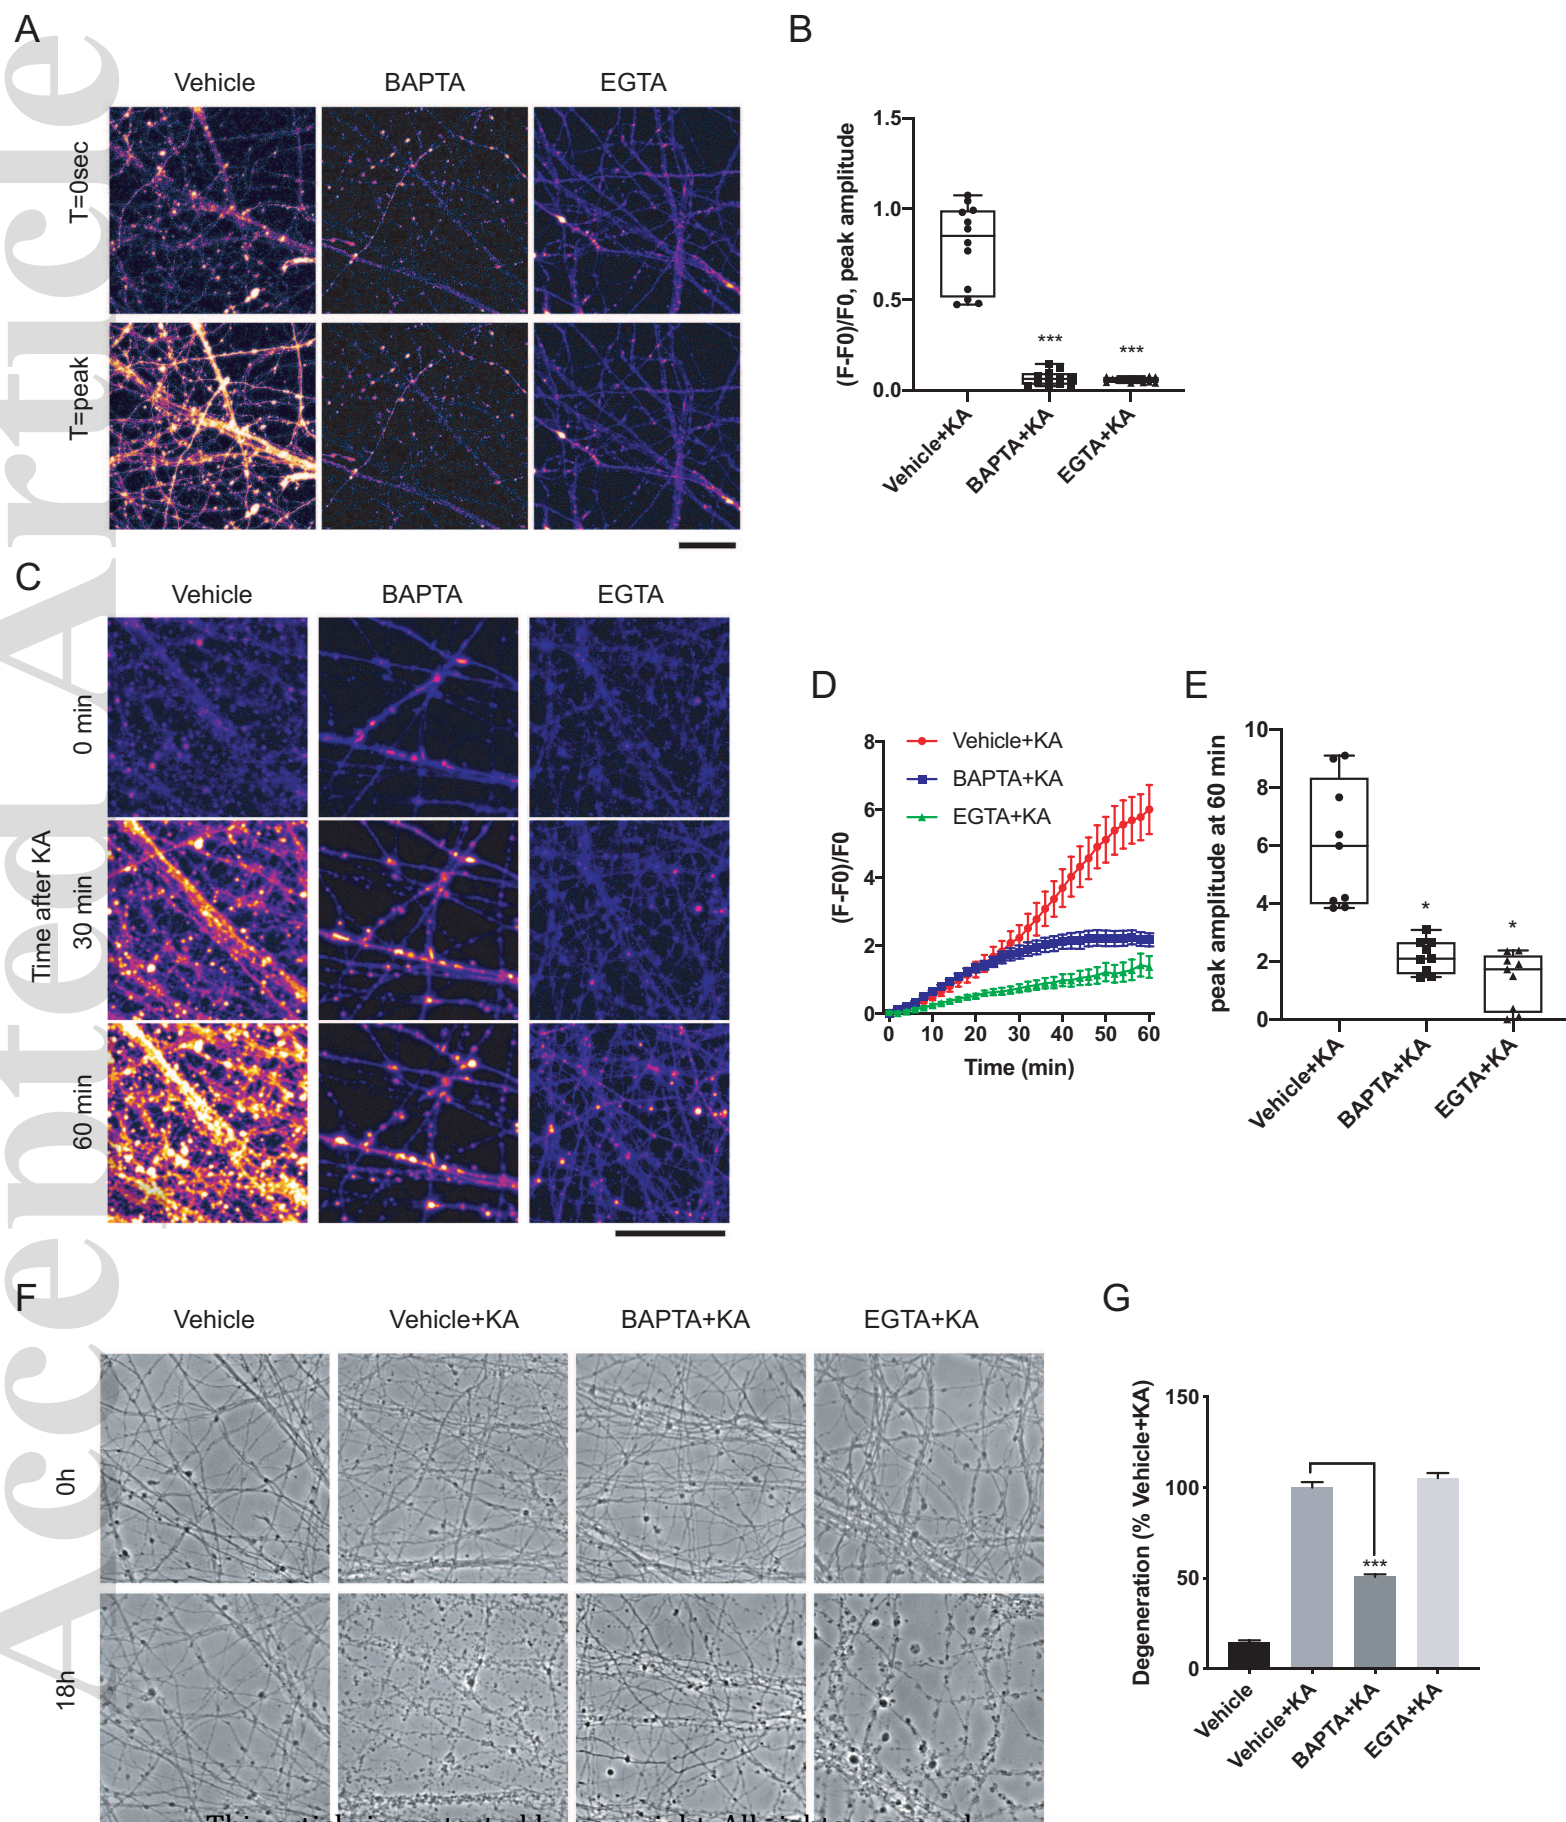 Accepted Article
A
Vehicle
BAPTA
EGTA
T=0sec
T=peak
B
(F-F0)/F0, peak amplitude
1.5
1.0
0.5
0.0
***
***
Vehicle+KA
BAPTA+KA
EGTA+KA
C
Vehicle
BAPTA
EGTA
Time after KA
0 min
30 min
60 min
D
(F-F0)/F0
8
6
4
2
0
Vehicle+KA
BAPTA+KA
EGTA+KA
0 10 20 30 40 50 60
Time (min)
E
peak amplitude at 60 min
10
8
6
4
2
0
*
*
Vehicle+KA
BAPTA+KA
EGTA+KA
F
Vehicle
Vehicle+KA
BAPTA+KA
EGTA+KA
0h
18h
G
Degeneration (% Vehicle+KA)
150
100
50
0
***
Vehicle
Vehicle+KA
BAPTA+KA
EGTA+KA